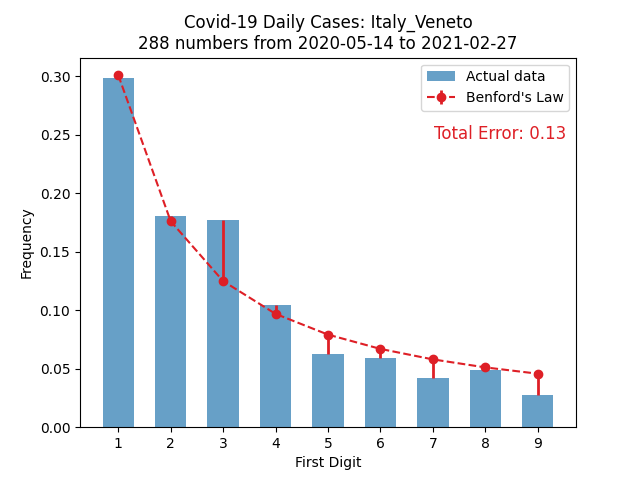 Covid-19 Daily Cases: Italy_Veneto
288 numbers from 2020-05-14 to 2021-02-27
Actual data
Benford's Law
Total Error: 0.13
Frequency
0.30
0.25
0.20
0.15
0.10
0.05
0.00
1 2 3 4 5 6 7 8 9
First Digit